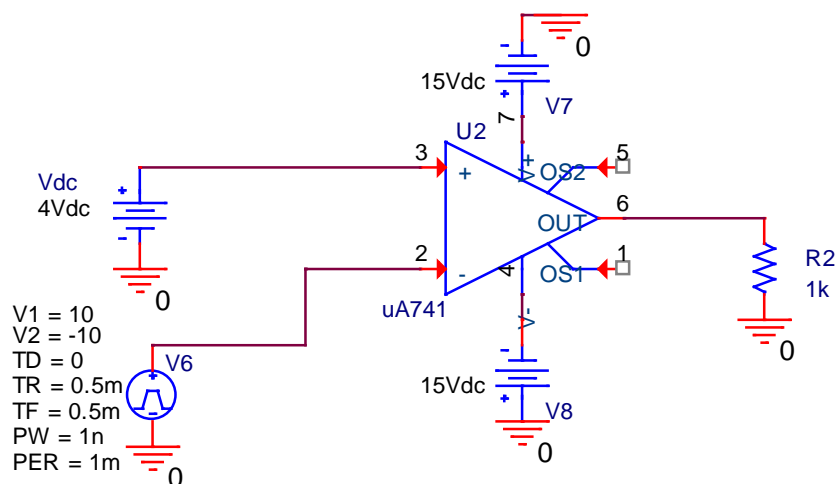 -
0
15Vdc
+
V7
7
U2
3
+
V+
OS2
5
Vdc
+
4Vdc
-
6
OUT
2
-
4
OS1
1
R2
1k
0
uA741
V-
0
V1 = 10
V2 = -10
TD = 0
TR = 0.5m
TF = 0.5m
PW = 1n
PER = 1m
V6
+
-
0
-
15Vdc
+
V8
0